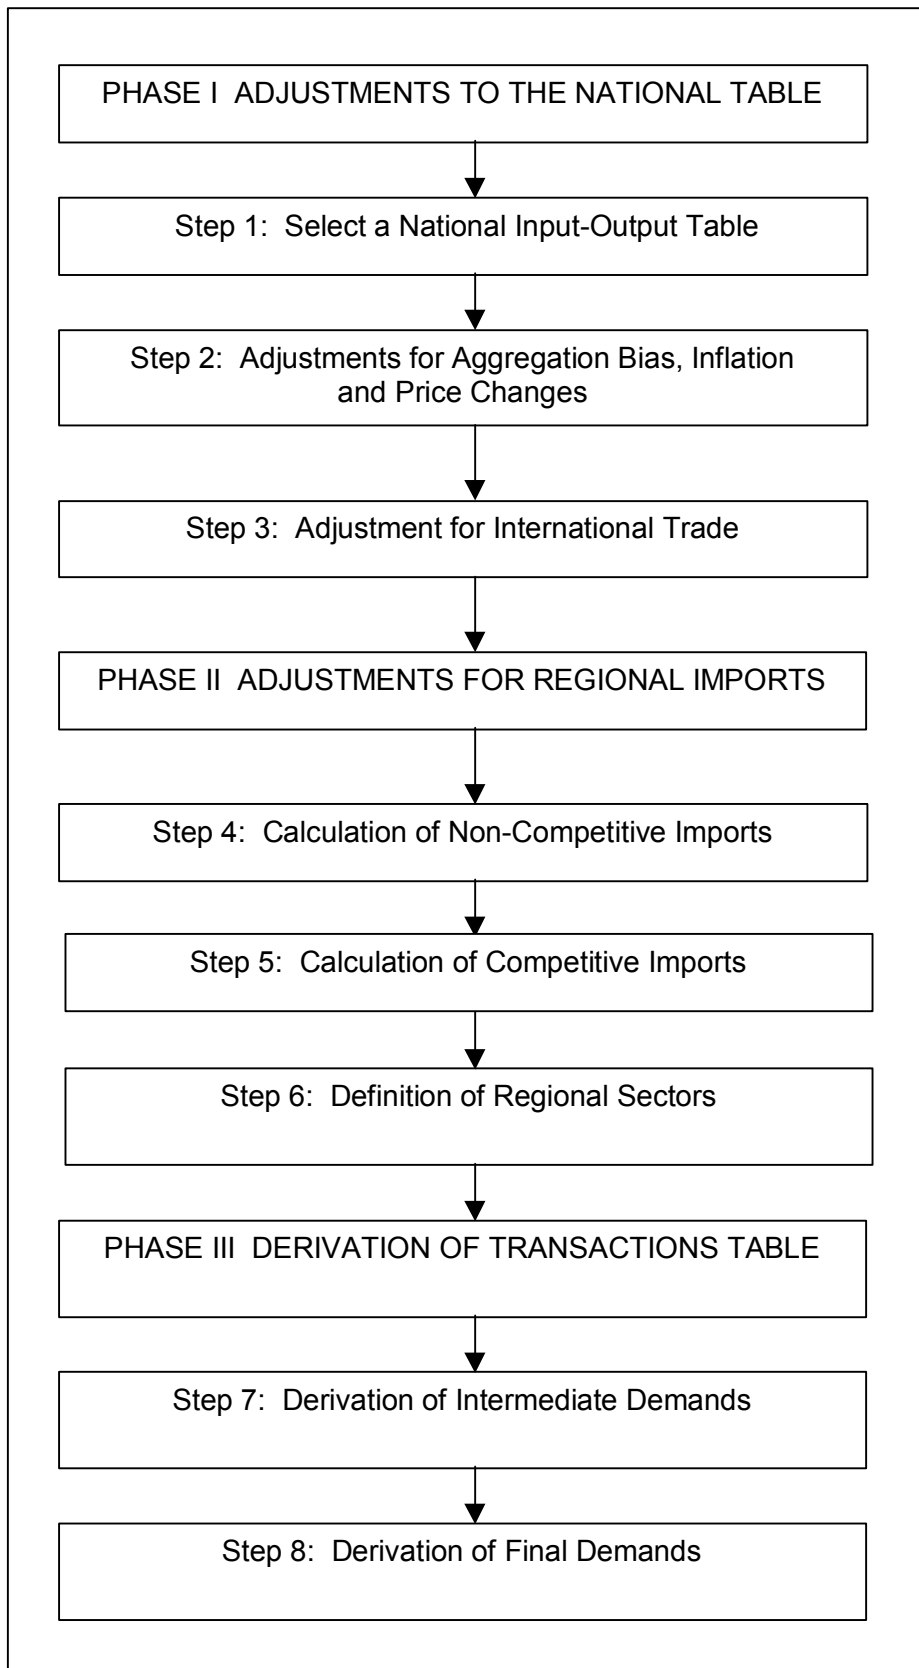 PHASE I  ADJUSTMENTS TO THE NATIONAL TABLE
Step 1:  Select a National Input-Output Table
Step 2:  Adjustments for Aggregation Bias, Inflation
and Price Changes
Step 3:  Adjustment for International Trade
PHASE II  ADJUSTMENTS FOR REGIONAL IMPORTS
Step 4:  Calculation of Non-Competitive Imports
Step 5:  Calculation of Competitive Imports
Step 6:  Definition of Regional Sectors
PHASE III  DERIVATION OF TRANSACTIONS TABLE
Step 7:  Derivation of Intermediate Demands
Step 8:  Derivation of Final Demands